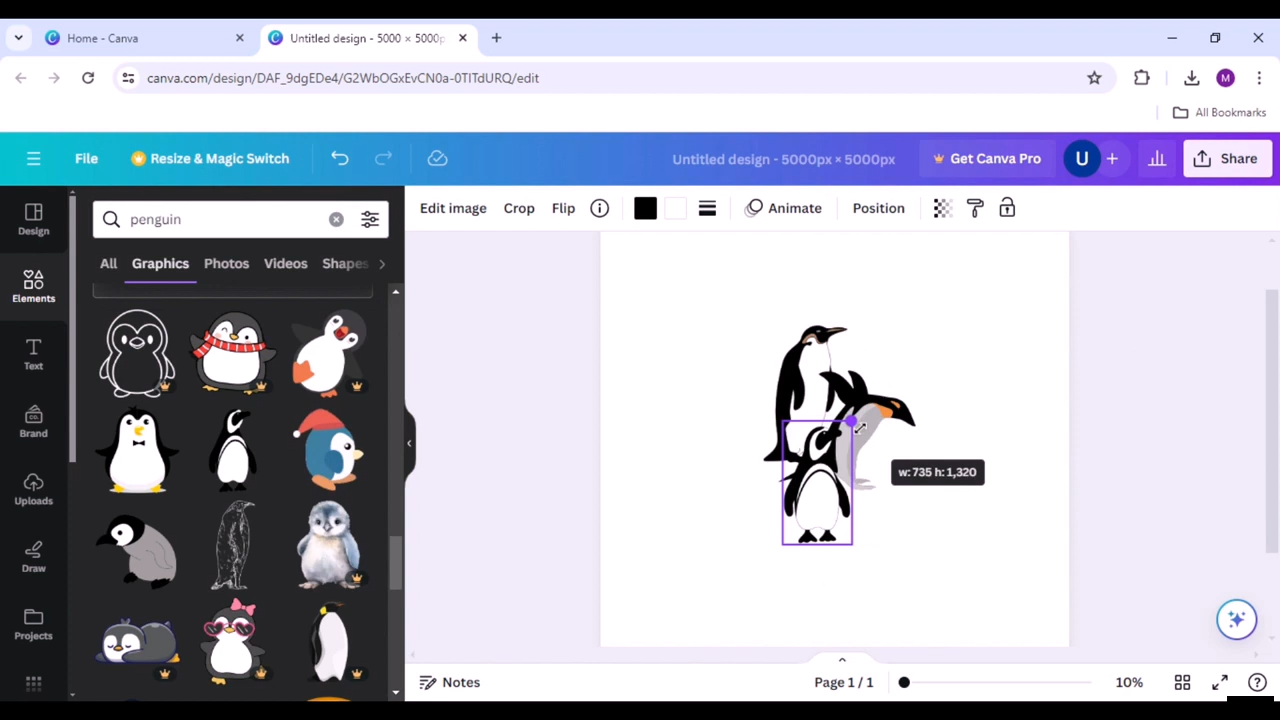 Home - Canva
Untitled design - 5000 × 5000p
canva.com/design/DAF_9dgEDe4/G2WbOGxEvCN0a-0TITdURQ/edit
M
All Bookmarks
File
Resize & Magic Switch
Untitled design - 5000px × 5000px
Get Canva Pro
U
Share
Design
Elements
Text
Brand
Uploads
Draw
Projects
penguin
All
Graphics
Photos
Videos
Shapes
Edit image
Crop
Flip
Animate
Position
w: 735 h: 1,320
Notes
Page 1 / 1
10%